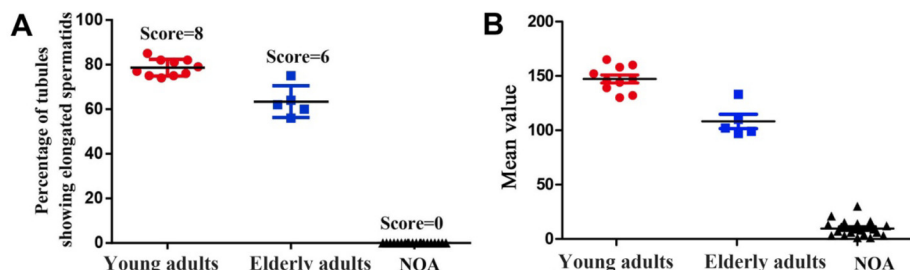 A
Percentage of tubules
showing elongated spermatids
100
80
60
40
20
0
Score=8
Score=6
Score=0
Young adults
Elderly adults
NOA
B
Mean value
200
150
100
50
0
Young adults
Elderly adults
NOA